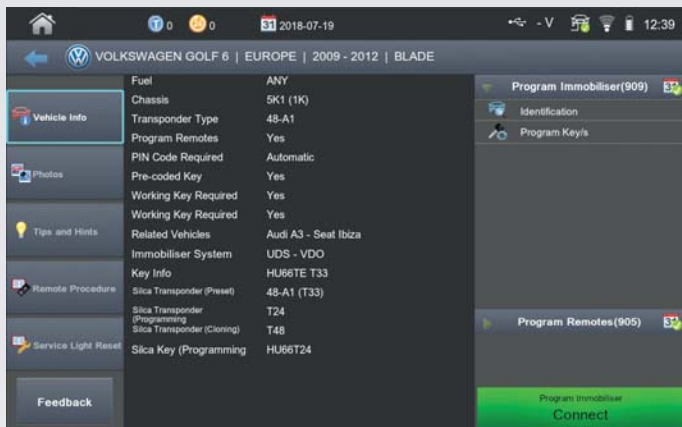 0 0 31 2018-07-19 - V 12:39
VOLKSWAGEN GOLF 6 | EUROPE | 2009 - 2012 | BLADE
Vehicle Info
Photos
Tips and Hints
Remote Procedure
Service Light Reset
Feedback
Fuel ANY
Chassis 5K1 (1K)
Transponder Type 48-A1
Program Remotes Yes
PIN Code Required Automatic
Pre-coded Key Yes
Working Key Required Yes
Working Key Required Yes
Related Vehicles Audi A3 - Seat Ibiza
Immobiliser System UDS - VDO
Key Info HU66TE T33
Silca Transponder (Preset) 48-A1 (T33)
Silca Transponder
(Programming T24
Silca Transponder (Cloning) T48
Silca Key (Programming HU66T24
Program Immobiliser(909)
Identification
Program Key/s
Program Remotes(905)
Program Immobiliser
Connect